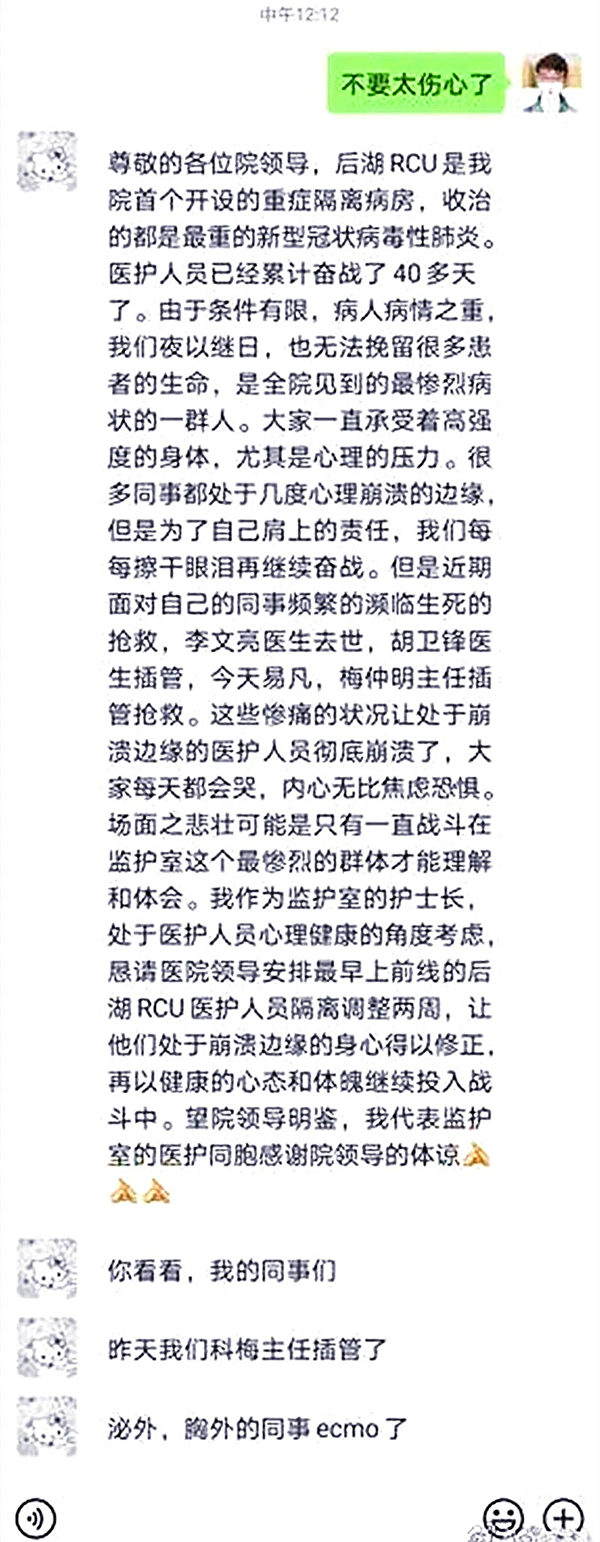 中午12:12
不要太伤心了
尊敬的各位院领导，后湖RCU是我
院首个开设的重症隔离病房，收治
的都是最重的新型冠状病毒性肺炎。
医护人员已经累计奋战了40多天
了。由于条件有限，病人病情之重，
我们夜以继日，也无法挽留很多患
者的生命，是全院见到的最惨烈病
状的一群人。大家一直承受着高强
度的身体，尤其是心理的压力。很
多同事都处于几度心理崩溃的边缘，
但是为了自己肩上的责任，我们每
每擦干眼泪再继续奋战。但是近期
面对自己的同事频繁的濒临生死的
抢救，李文亮医生去世，胡卫锋医
生插管，今天易凡，梅仲明主任插
管抢救。这些惨痛的状况让处于崩
溃边缘的医护人员彻底崩溃了，大
家每天都会哭，内心无比焦虑恐惧。
场面之悲壮可能是只有一直战斗在
监护室这个最惨烈的群体才能理解
和体会。我作为监护室的护士长，
处于医护人员心理健康的角度考虑，
恳请医院领导安排最早上前线的后
湖RCU医护人员隔离调整两周，让
他们处于崩溃边缘的身心得以修正，
再以健康的心态和体魄继续投入战
斗中。望院领导明鉴，我代表监护
室的医护同胞感谢院领导的体谅🙏
🙏🙏
你看看，我的同事们
昨天我们科梅主任插管了
泌外，胸外的同事ecmo了